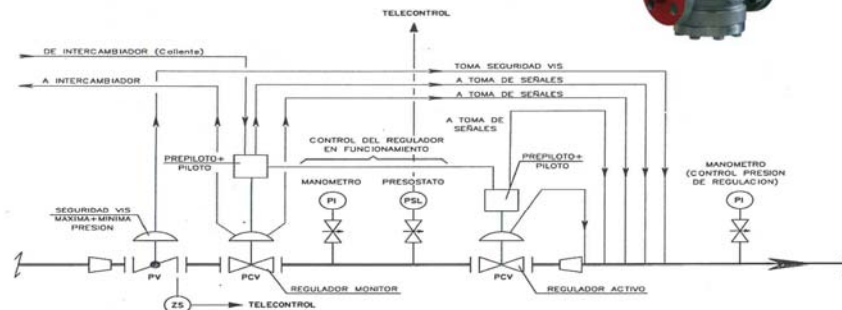 TELECONTROL
DE INTERCAMBIADOR (Caliente)
A INTERCAMBIADOR
TOMA SEGURIDAD VIS
A TOMA DE SEÑALES
A TOMA DE SEÑALES
A TOMA DE
SEÑALES
CONTROL DEL REGULADOR
EN FUNCIONAMIENTO
PREPILOTO+
PILOTO
PREPILOTO+
PILOTO
MANOMETRO
(CONTROL PRESION
DE REGULACION)
MANOMETRO
PRESOSTATO
PI
PSL
PI
SEGURIDAD VIS
MAXIMA+MINIMA
PRESION
PV
PCV
PCV
REGULADOR MONITOR
REGULADOR ACTIVO
ZS
TELECONTROL